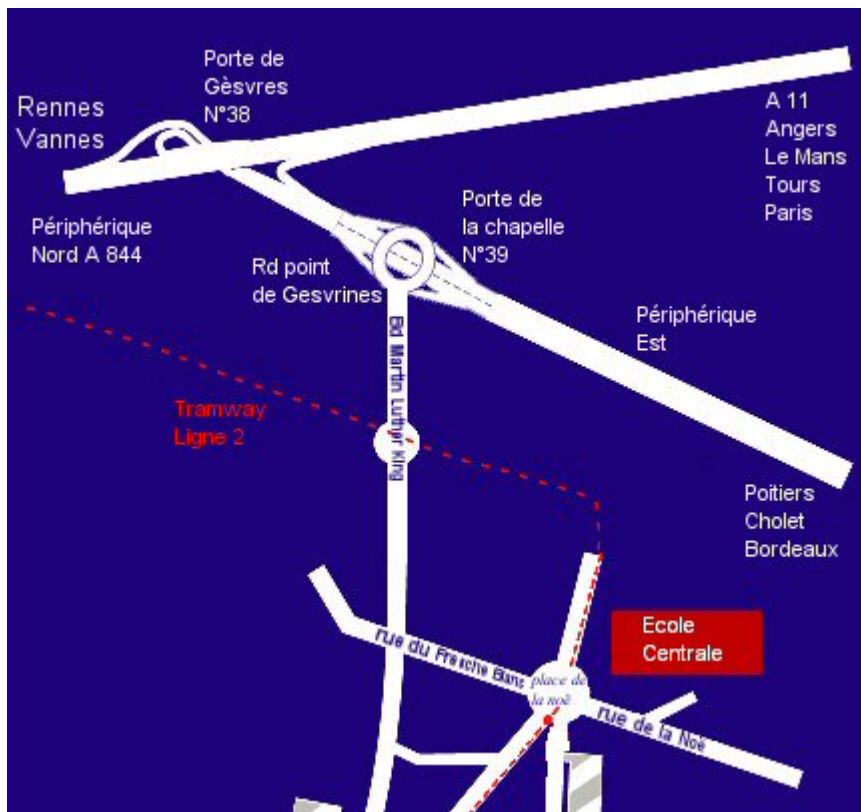 Porte de
Gèsvres
N°38
Rennes
Vannes
A 11
Angers
Le Mans
Tours
Paris
Périphérique
Nord A 844
Porte de
la chapelle
N°39
Rd point
de Gesvrines
Périphérique
Est
Bld Martin Luther King
Tramway
Ligne 2
Poitiers
Cholet
Bordeaux
Ecole
Centrale
rue du Fresche Blanc
place de
la noë
rue de la Noë